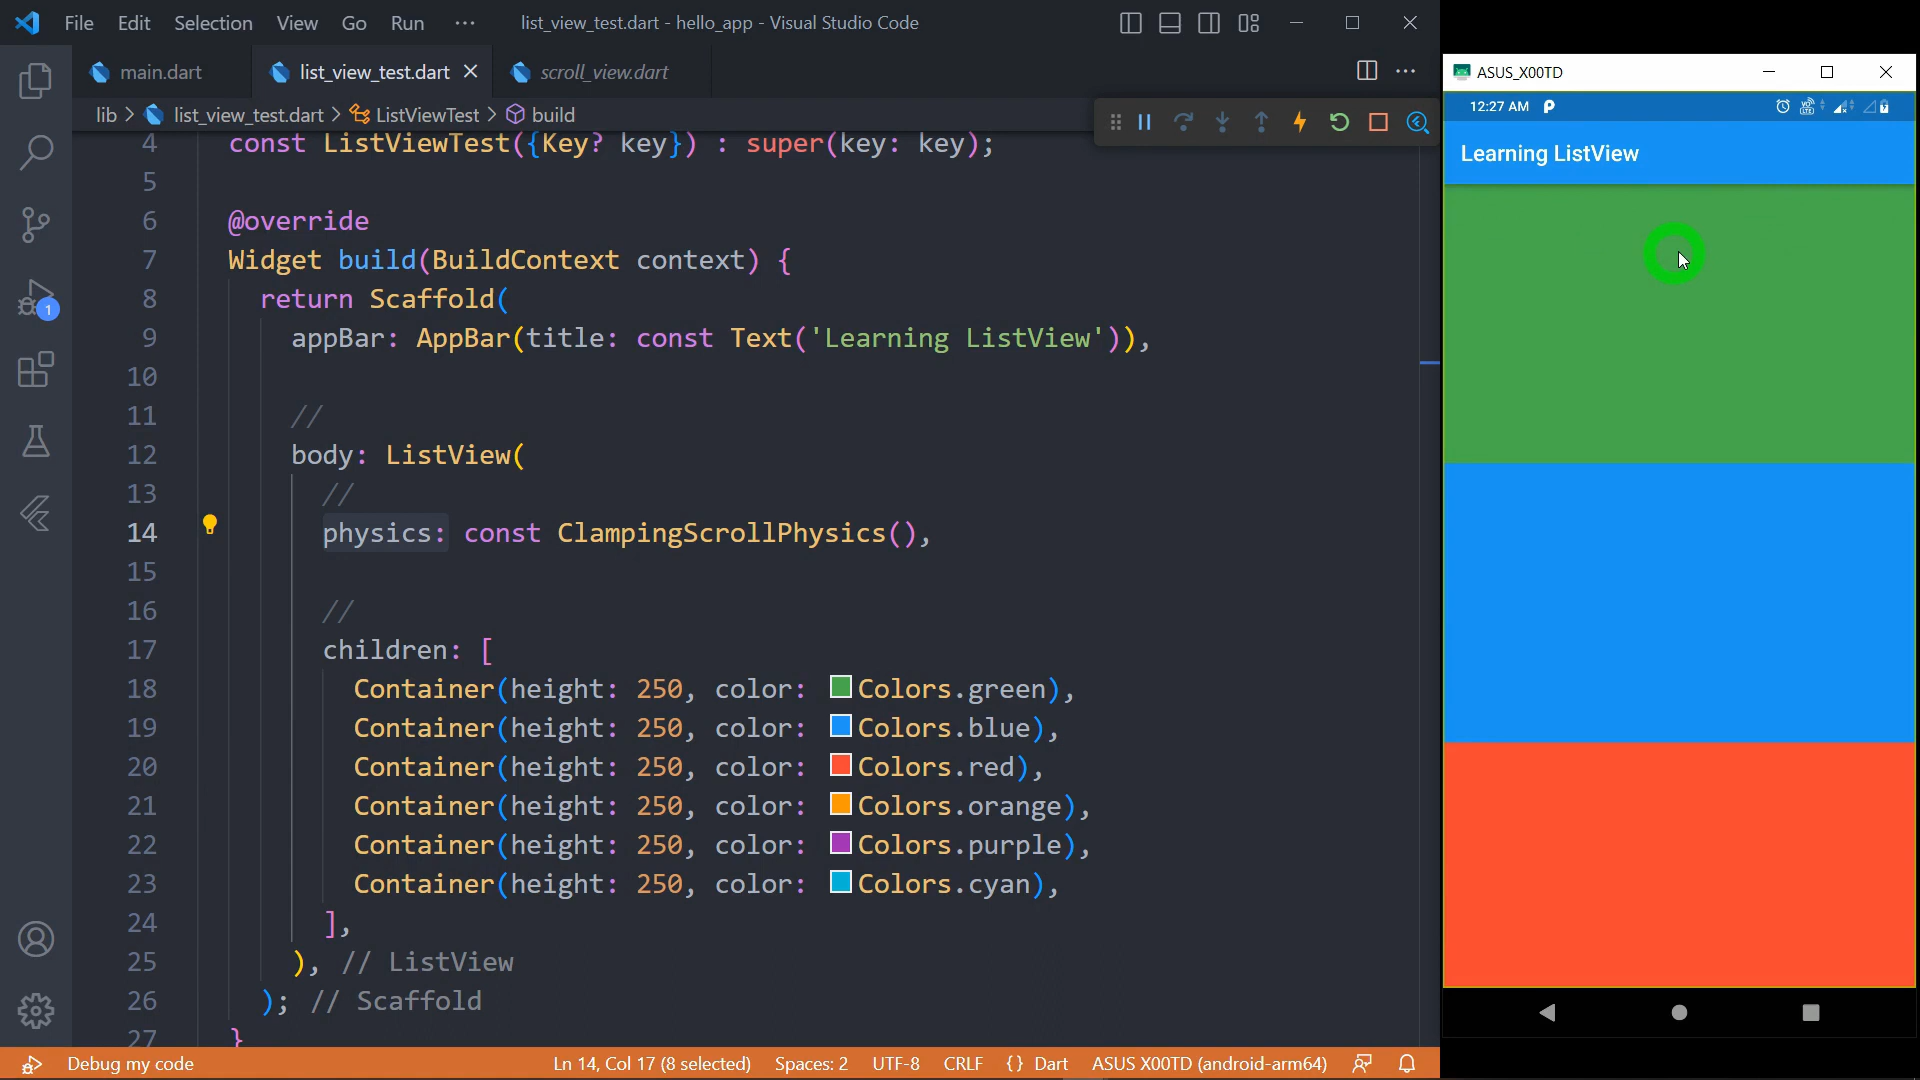 File Edit Selection View Go Run ··· list_view_test.dart - hello_app - Visual Studio Code
main.dart list_view_test.dart scroll_view.dart
lib > list_view_test.dart > ListViewTest > build
4 const ListViewTest({Key? key}) : super(key: key);
5
6 @override
7 Widget build(BuildContext context) {
8 return Scaffold(
9 appBar: AppBar(title: const Text('Learning ListView')),
10
11 //
12 body: ListView(
13 //
14 physics: const ClampingScrollPhysics(),
15
16 //
17 children: [
18 Container(height: 250, color: Colors.green),
19 Container(height: 250, color: Colors.blue),
20 Container(height: 250, color: Colors.red),
21 Container(height: 250, color: Colors.orange),
22 Container(height: 250, color: Colors.purple),
23 Container(height: 250, color: Colors.cyan),
24 ],
25 ), // ListView
26 ); // Scaffold
27 }
1
Debug my code Ln 14, Col 17 (8 selected) Spaces: 2 UTF-8 CRLF {} Dart ASUS X00TD (android-arm64)
ASUS_X00TD
12:27 AM
Learning ListView